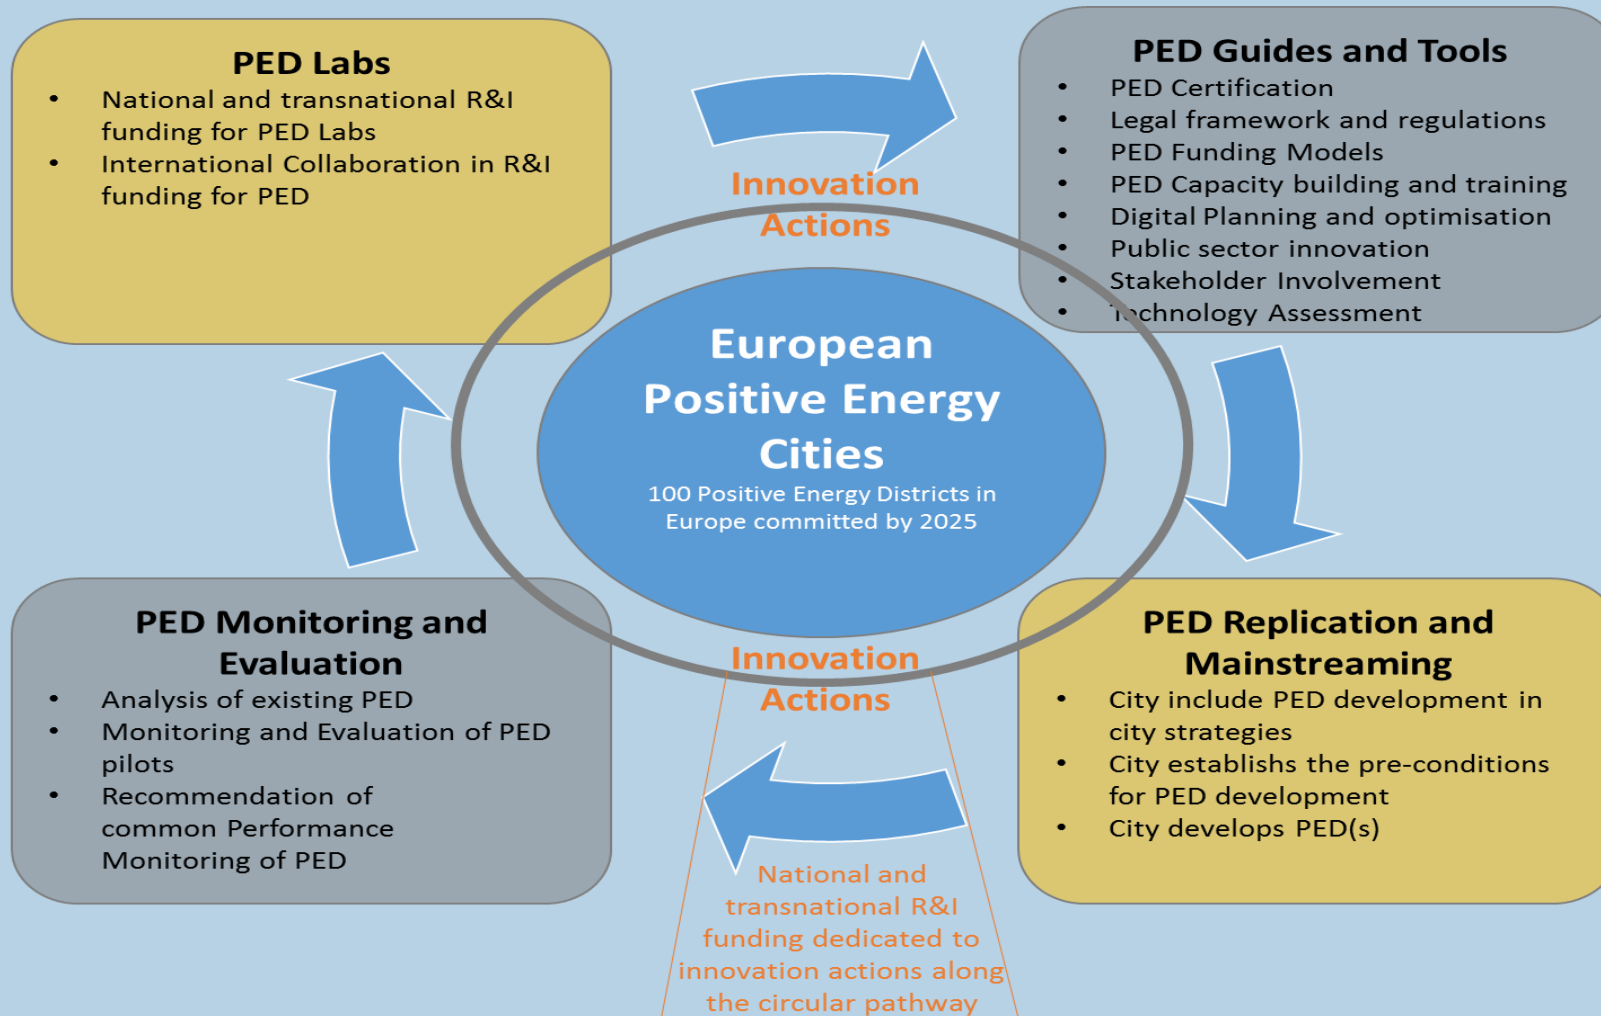 PED Labs
• National and transnational R&I
funding for PED Labs
• International Collaboration in R&I
funding for PED
PED Guides and Tools
• PED Certification
• Legal framework and regulations
• PED Funding Models
• PED Capacity building and training
• Digital Planning and optimisation
• Public sector innovation
• Stakeholder Involvement
• Technology Assessment
Innovation
Actions
European
Positive Energy
Cities
100 Positive Energy Districts in
Europe committed by 2025
PED Monitoring and
Evaluation
• Analysis of existing PED
• Monitoring and Evaluation of PED
pilots
• Recommendation of
common Performance
Monitoring of PED
Innovation
Actions
National and
transnational R&I
funding dedicated to
innovation actions along
the circular pathway
PED Replication and
Mainstreaming
• City include PED development in
city strategies
• City establishs the pre-conditions
for PED development
• City develops PED(s)